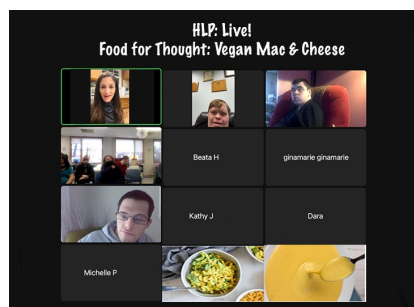 HLP: Live!
Food for Thought: Vegan Mac & Cheese
Beata H
ginamarie ginamarie
Kathy J
Dara
Michelle P